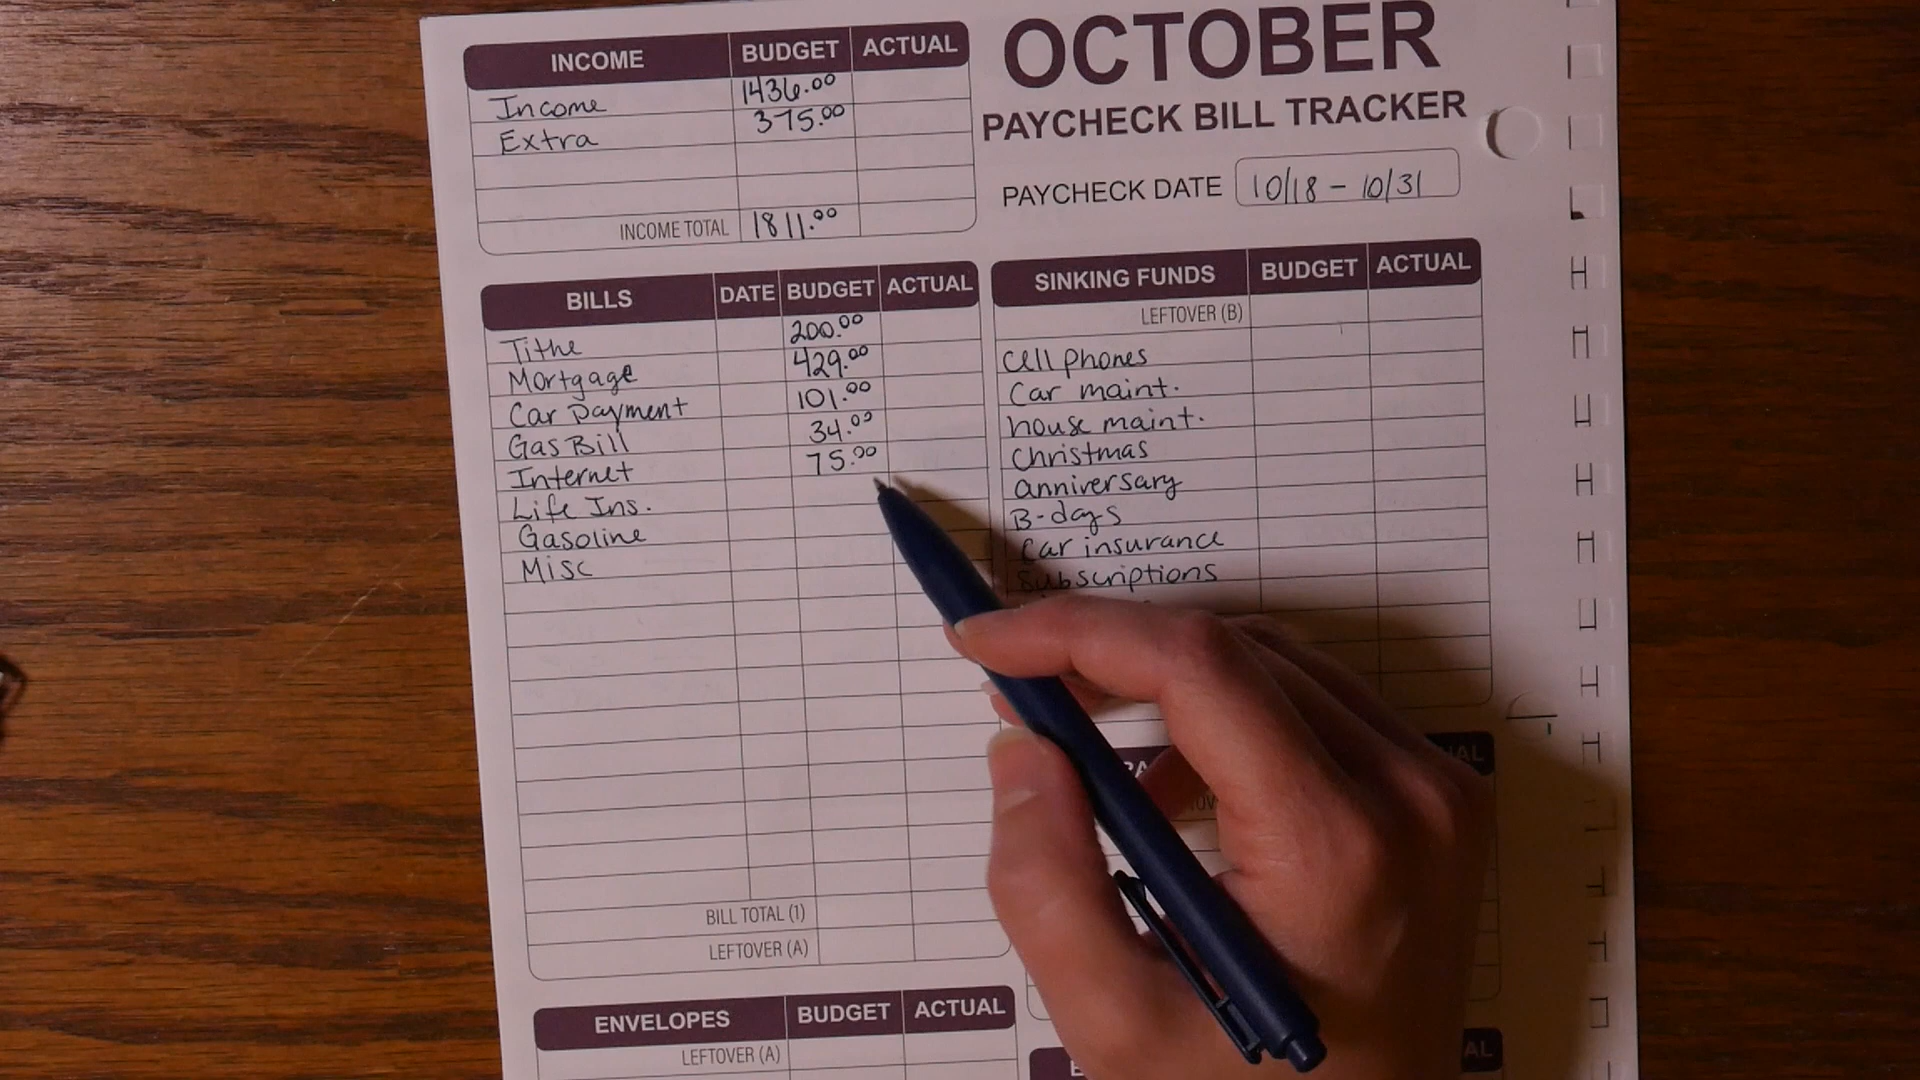 OCTOBER
PAYCHECK BILL TRACKER
PAYCHECK DATE 10/18 - 10/31
INCOME BUDGET ACTUAL
Income 1436.00
Extra 375.00
INCOME TOTAL 1811.00
BILLS DATE BUDGET ACTUAL
Tithe 200.00
Mortgage 429.00
Car Payment 101.00
Gas Bill 34.00
Internet 75.00
Life Ins.
Gasoline
Misc
BILL TOTAL (1)
LEFTOVER (A)
SINKING FUNDS BUDGET ACTUAL
LEFTOVER (B)
Cell phones
Car maint.
house maint.
Christmas
anniversary
B-days
Car insurance
Subscriptions
ENVELOPES BUDGET ACTUAL
LEFTOVER (A)